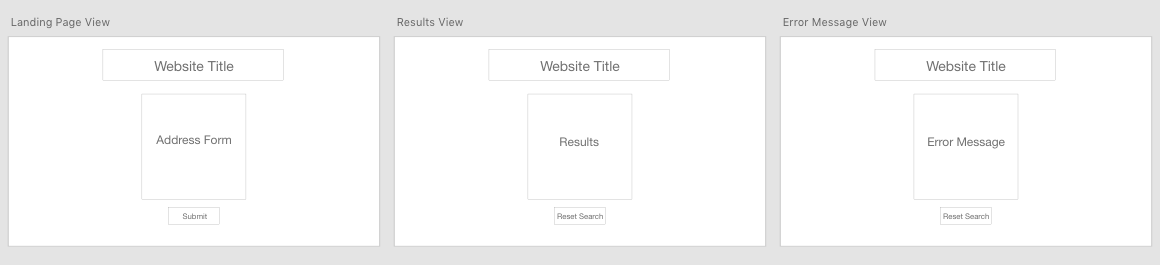 Landing Page View
Website Title
Address Form
Submit
Results View
Website Title
Results
Reset Search
Error Message View
Website Title
Error Message
Reset Search